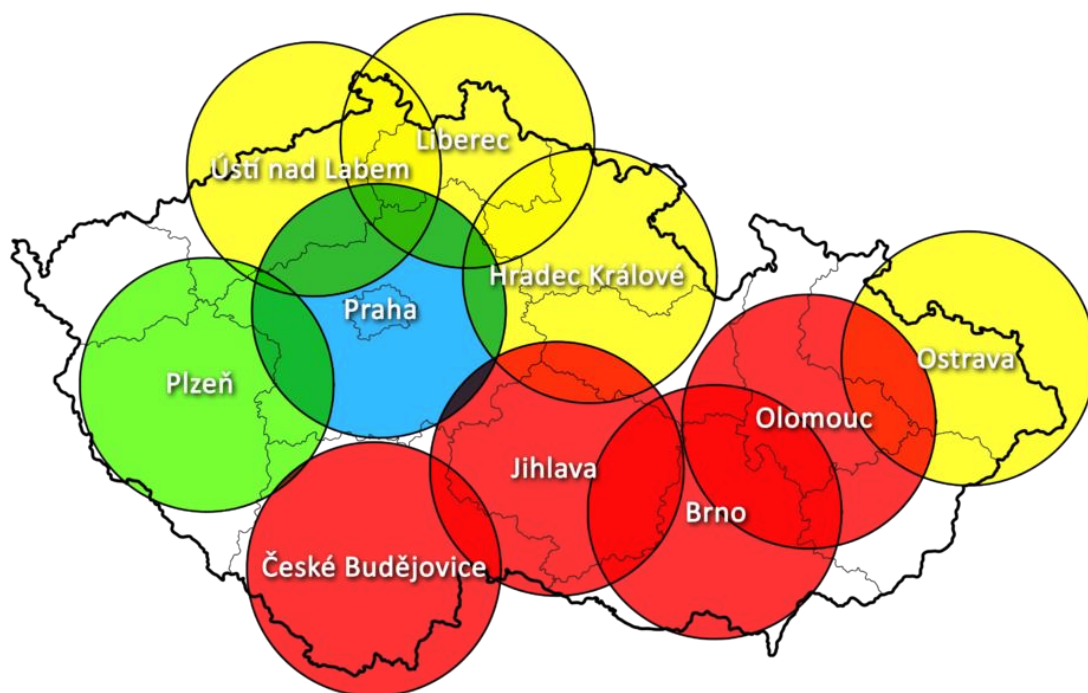 Liberec
Ústí nad Labem
Hradec Králové
Praha
Ostrava
Plzeň
Olomouc
Jihlava
Brno
České Budějovice